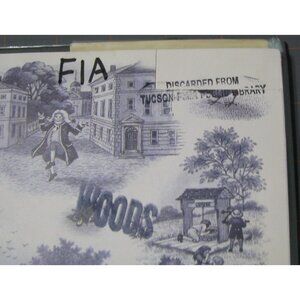 FIA
DISCARDED FROM
TUCSON-PIMA PUBLIC LIBRARY
WOODS